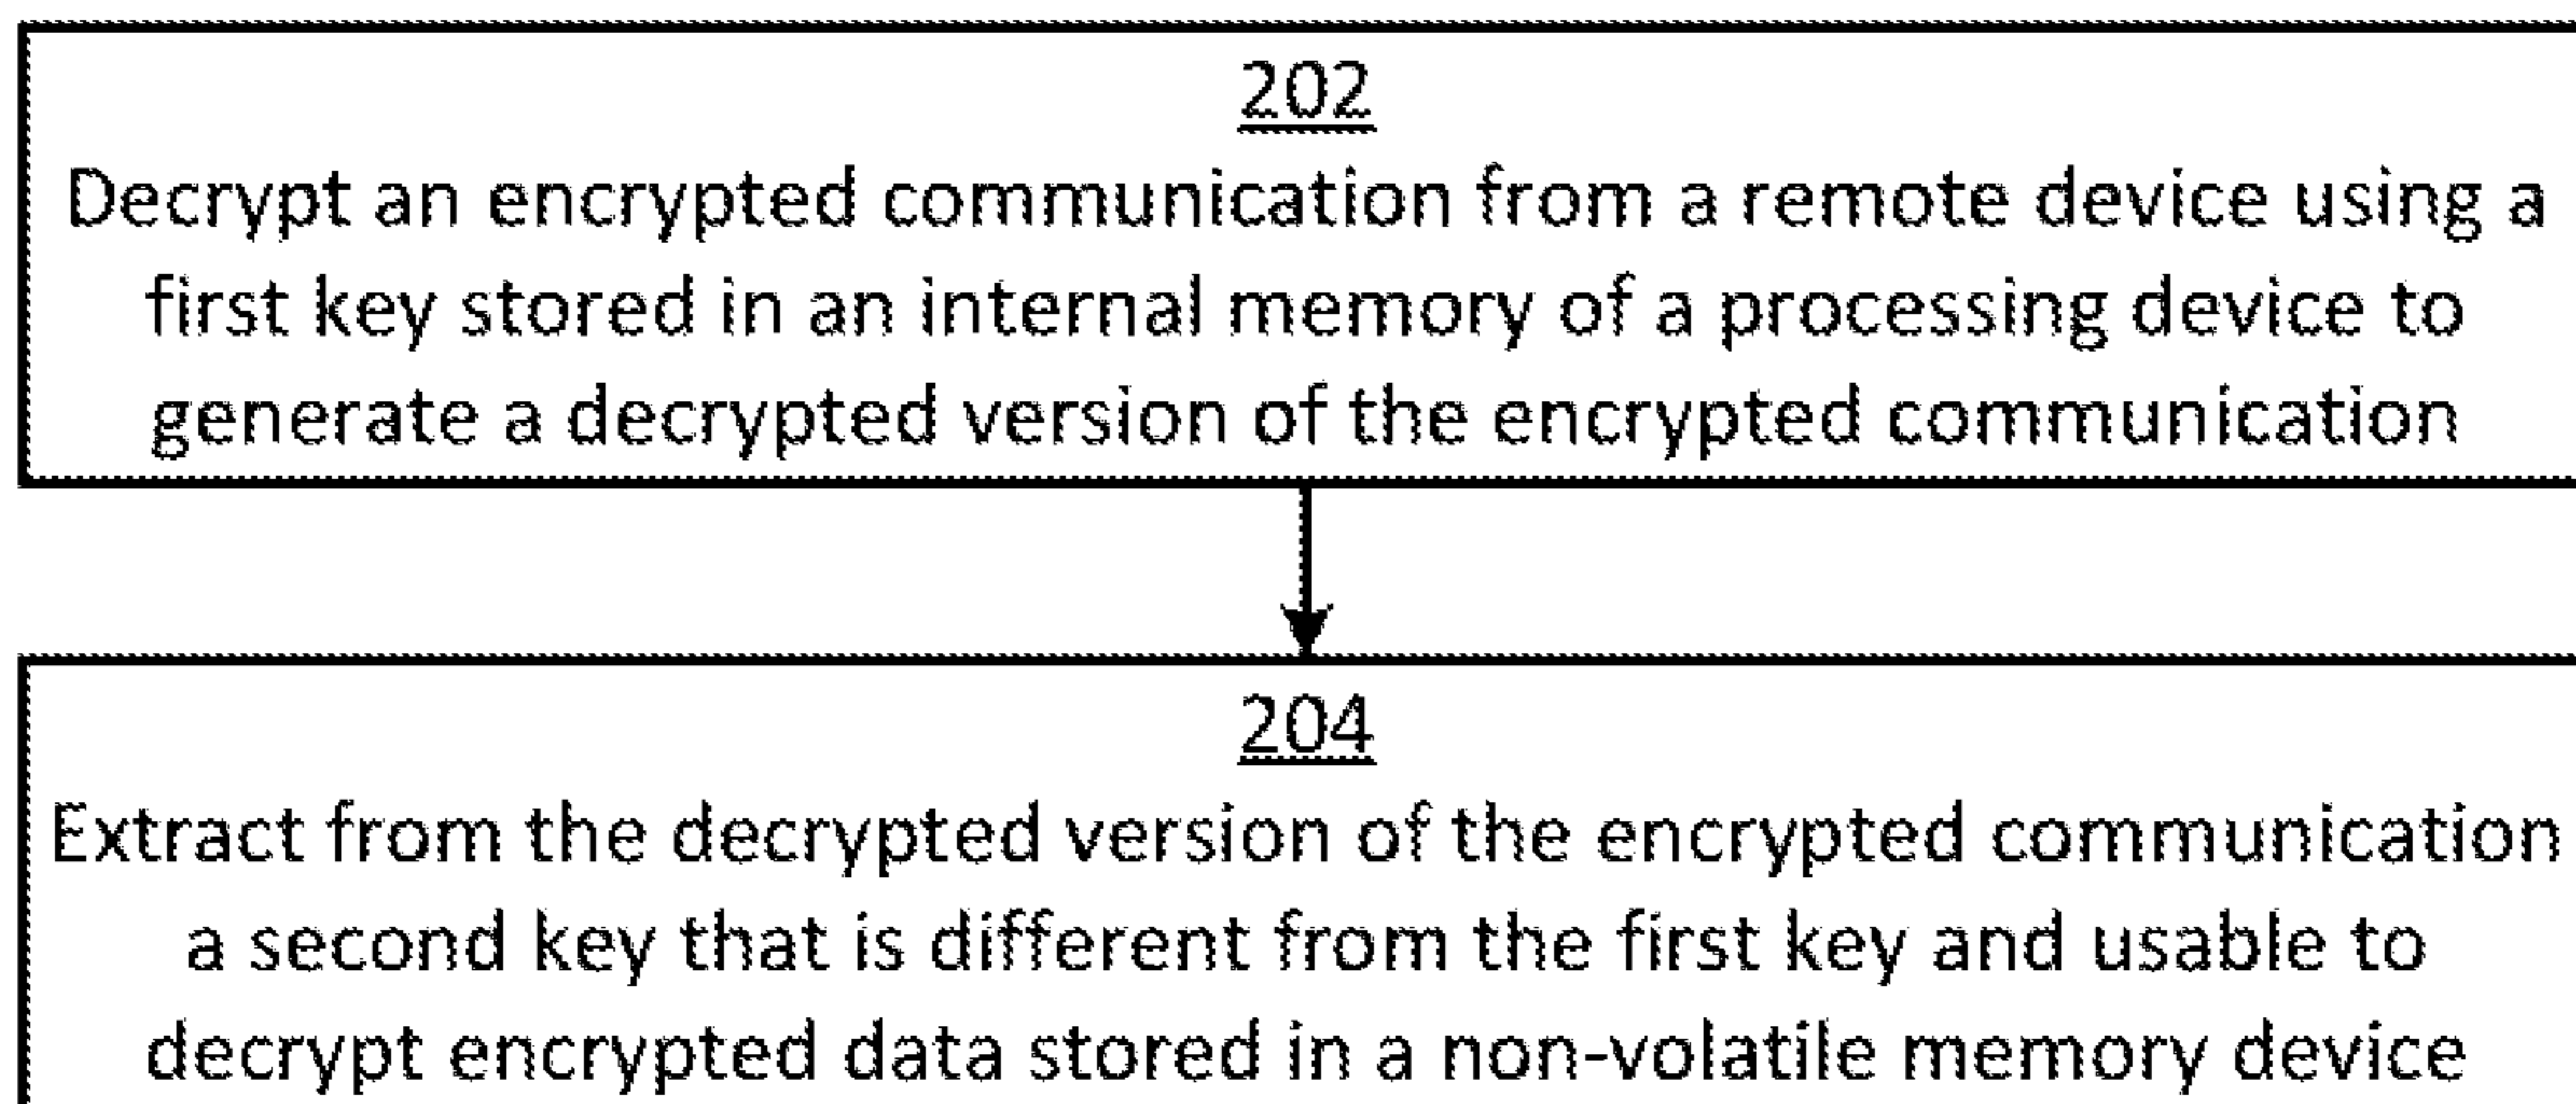 202
Decrypt an encrypted communication from a remote device using a
first key stored in an internal memory of a processing device to
generate a decrypted version of the encrypted communication
204
Extract from the decrypted version of the encrypted communication
a second key that is different from the first key and usable to
decrypt encrypted data stored in a non-volatile memory device